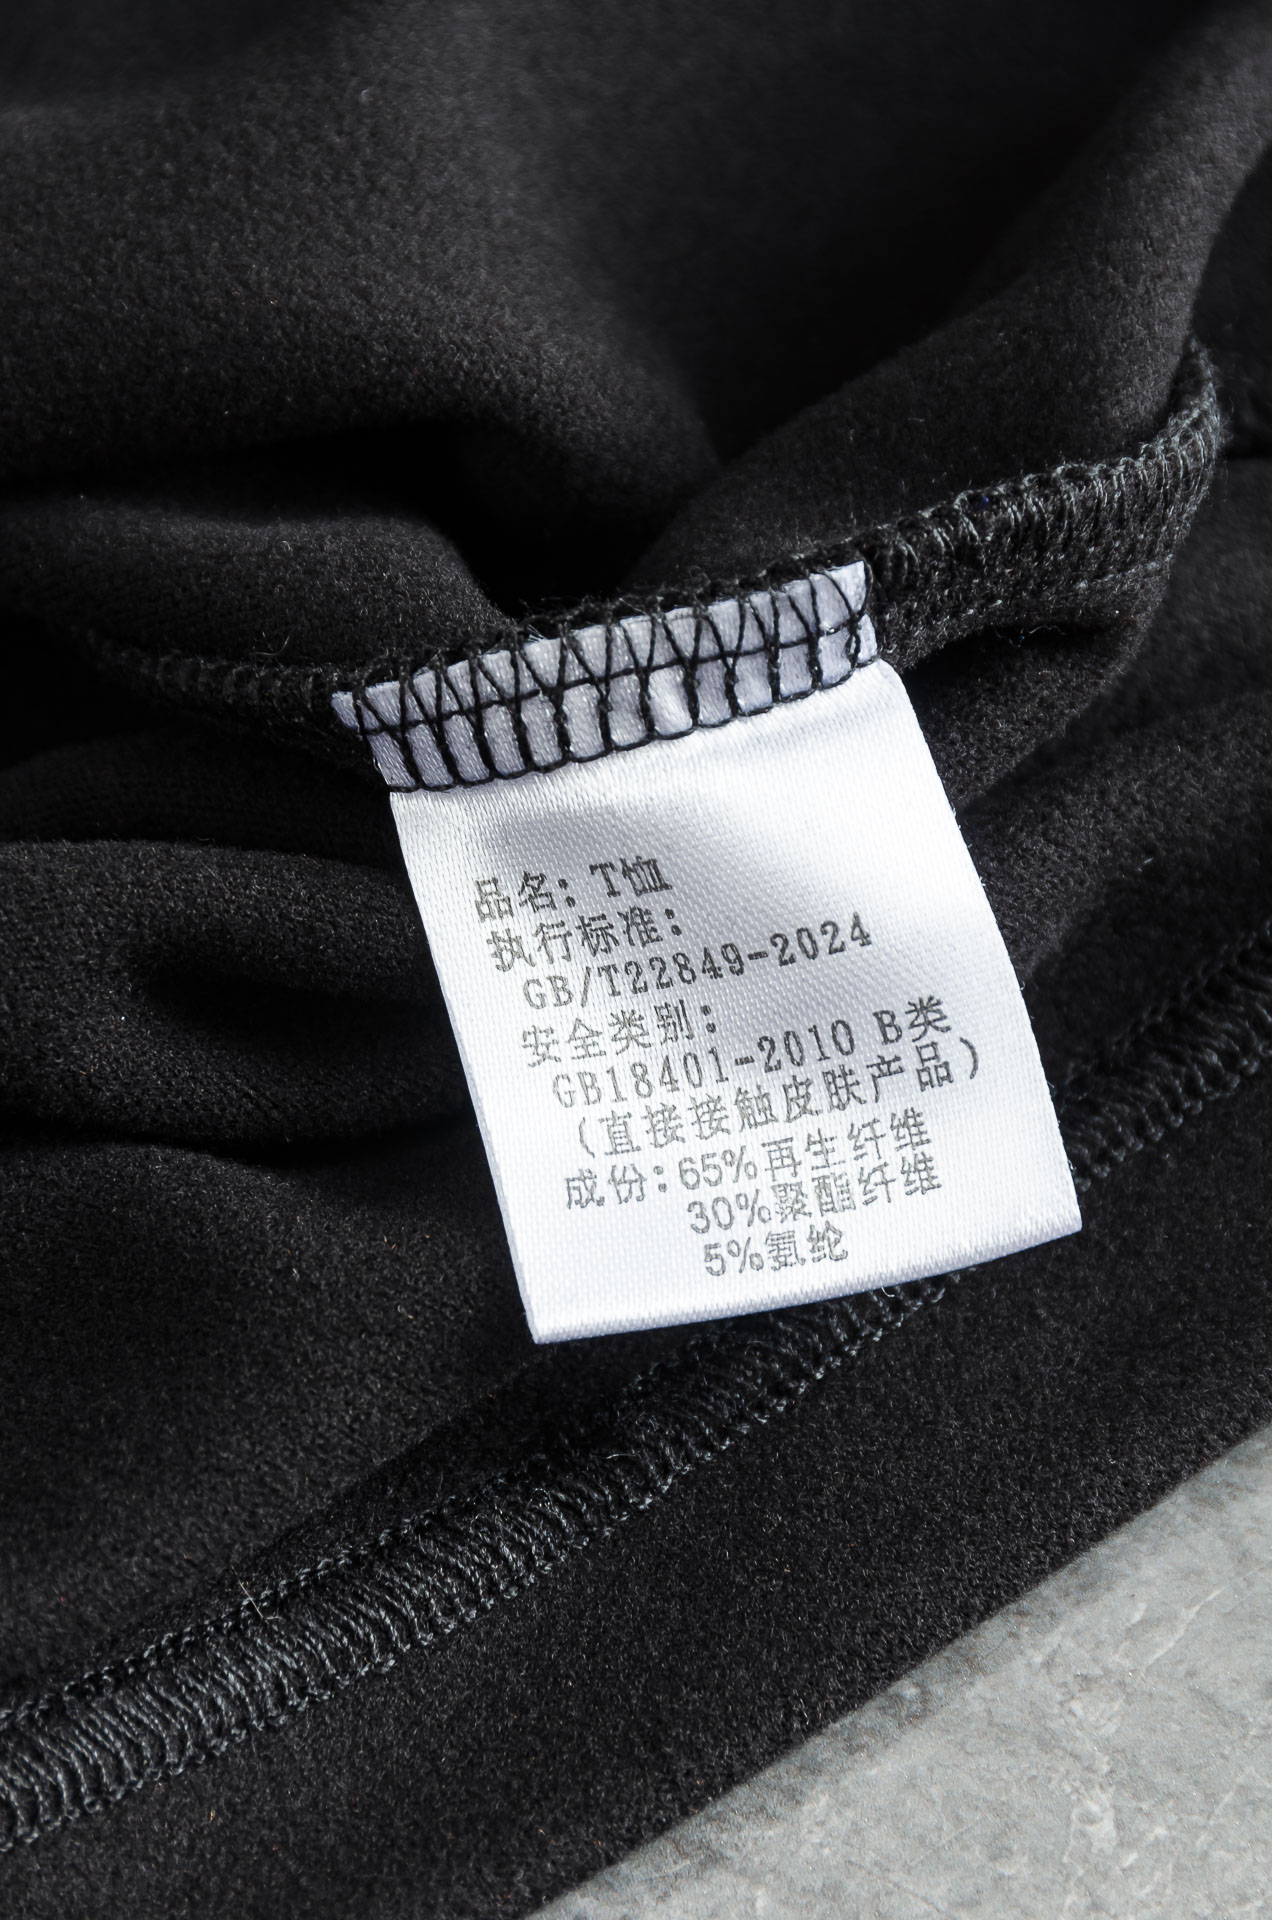 品名：T恤
执行标准：
GB/T22849-2024
安全类别：
GB18401-2010 B类
（直接接触皮肤产品）
成份：65%再生纤维
30%聚酯纤维
5%氨纶